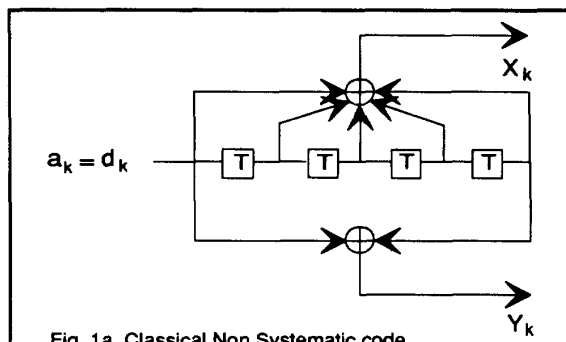 X_k
a_k = d_k
T T T T
Y_k
Fig. 1a Classical Non Systematic code